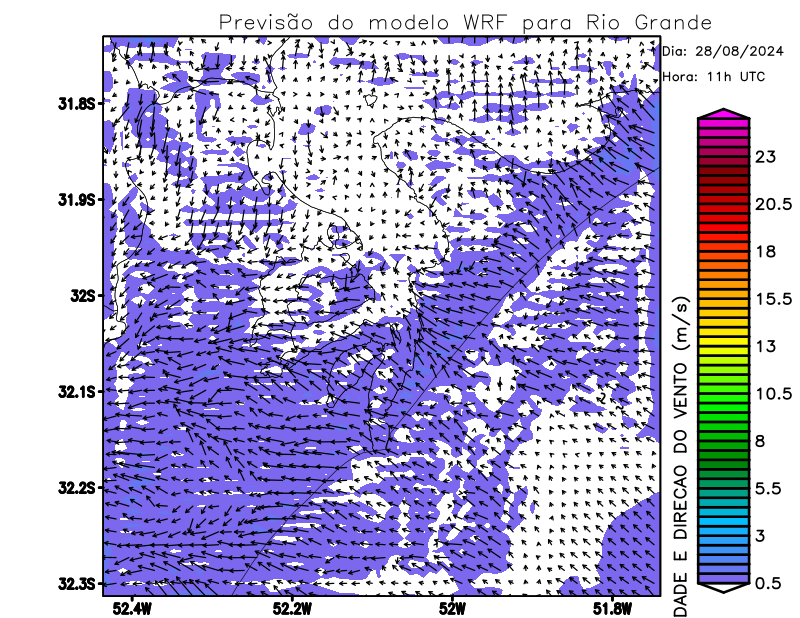 Previsão do modelo WRF para Rio Grande
Dia: 28/08/2024
Hora: 11h UTC
31.8S
31.9S
32S
32.1S
32.2S
32.3S
52.4W
52.2W
52W
51.8W
23
20.5
18
15.5
13
10.5
8
5.5
3
0.5
DADE E DIRECAO DO VENTO (m/s)